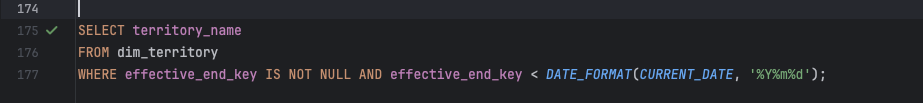 174
175 SELECT territory_name
176 FROM dim_territory
177 WHERE effective_end_key IS NOT NULL AND effective_end_key < DATE_FORMAT(CURRENT_DATE, '%Y%m%d');